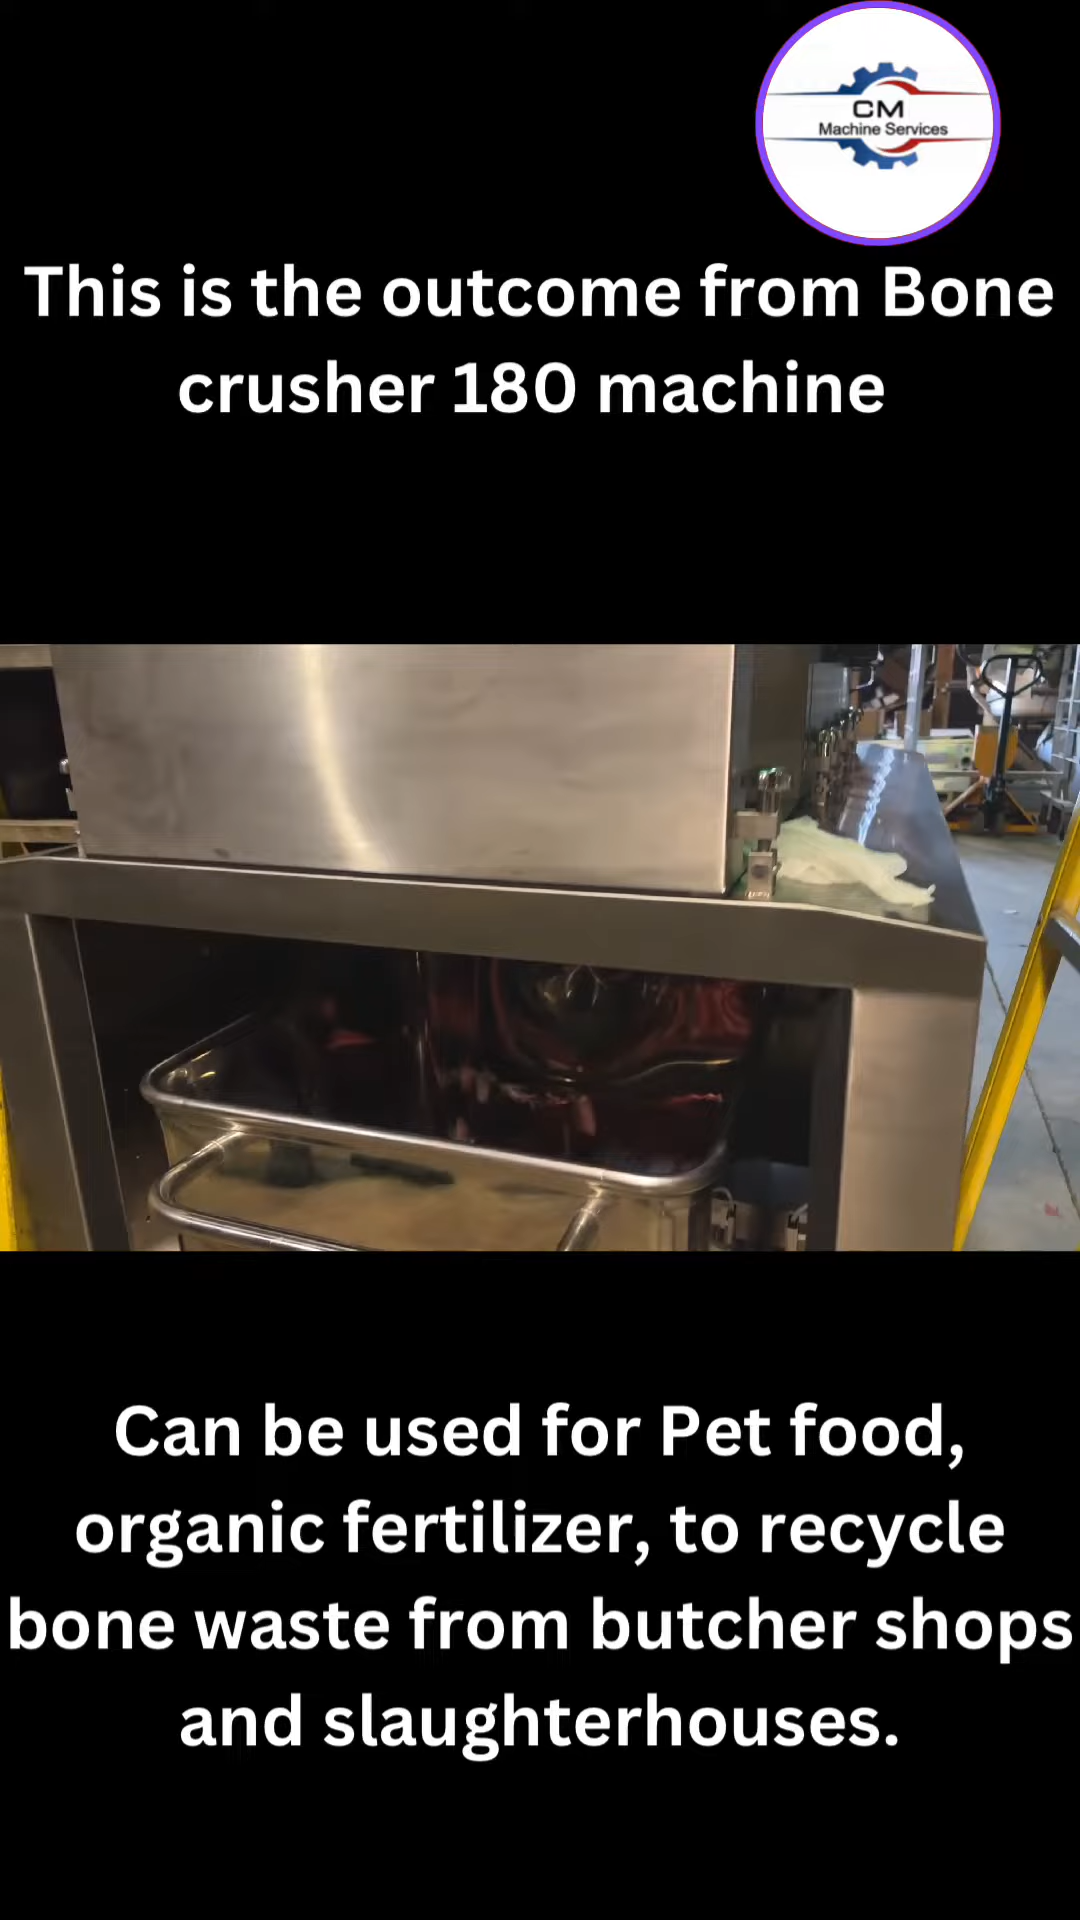 CM
Machine Services
This is the outcome from Bone
crusher 180 machine
Can be used for Pet food,
organic fertilizer, to recycle
bone waste from butcher shops
and slaughterhouses.